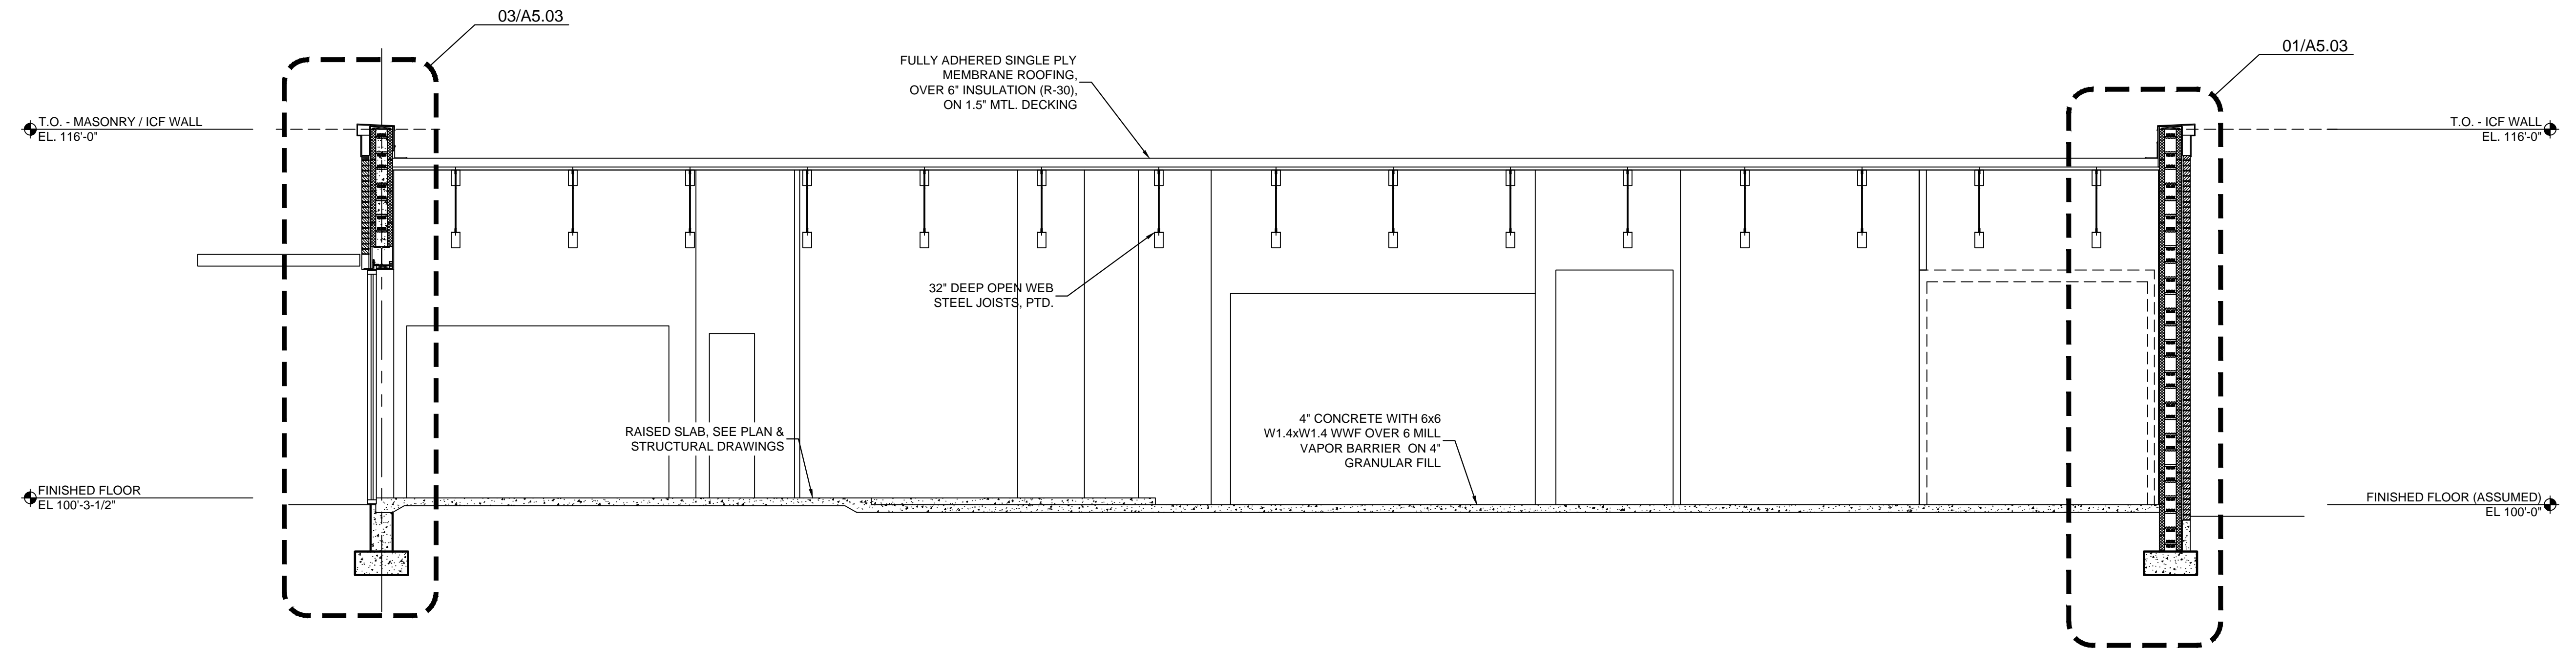 03/A5.03
01/A5.03
FULLY ADHERED SINGLE PLY
MEMBRANE ROOFING,
OVER 6" INSULATION (R-30),
ON 1.5" MTL. DECKING
T.O. - MASONRY / ICF WALL
EL. 116'-0"
T.O. - ICF WALL
EL. 116'-0"
32" DEEP OPEN WEB
STEEL JOISTS, PTD.
RAISED SLAB, SEE PLAN &
STRUCTURAL DRAWINGS
4" CONCRETE WITH 6x6
W1.4xW1.4 WWF OVER 6 MILL
VAPOR BARRIER ON 4"
GRANULAR FILL
FINISHED FLOOR
EL 100'-3-1/2"
FINISHED FLOOR (ASSUMED)
EL 100'-0"